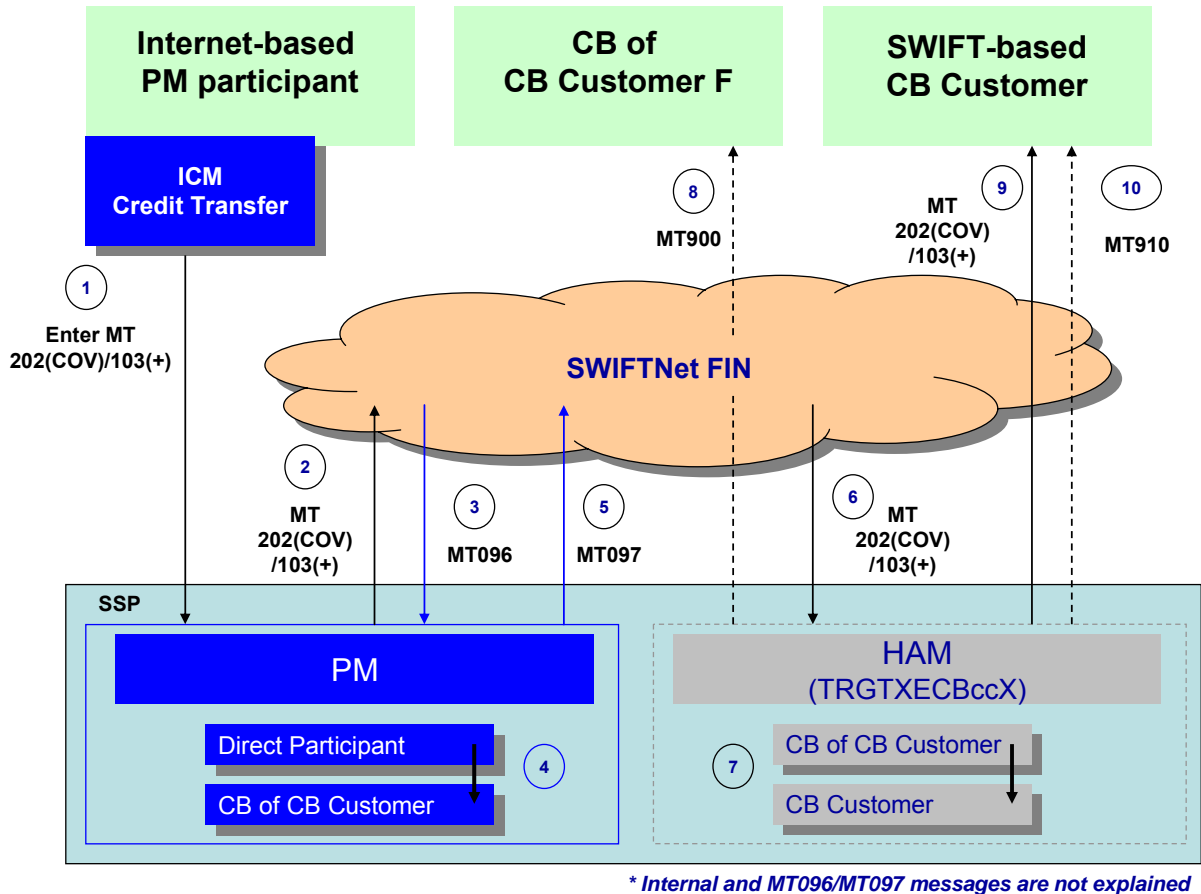 Internet-based
PM participant
CB of
CB Customer F
SWIFT-based
CB Customer
ICM
Credit Transfer
8
MT900
9
MT
202(COV)
/103(+)
10
MT910
1
Enter MT
202(COV)/103(+)
SWIFTNet FIN
2
MT
202(COV)
/103(+)
3
MT096
5
MT097
6
MT
202(COV)
/103(+)
SSP
PM
Direct Participant
CB of CB Customer
4
HAM
(TRGTXECBccX)
7
CB of CB Customer
CB Customer
* Internal and MT096/MT097 messages are not explained